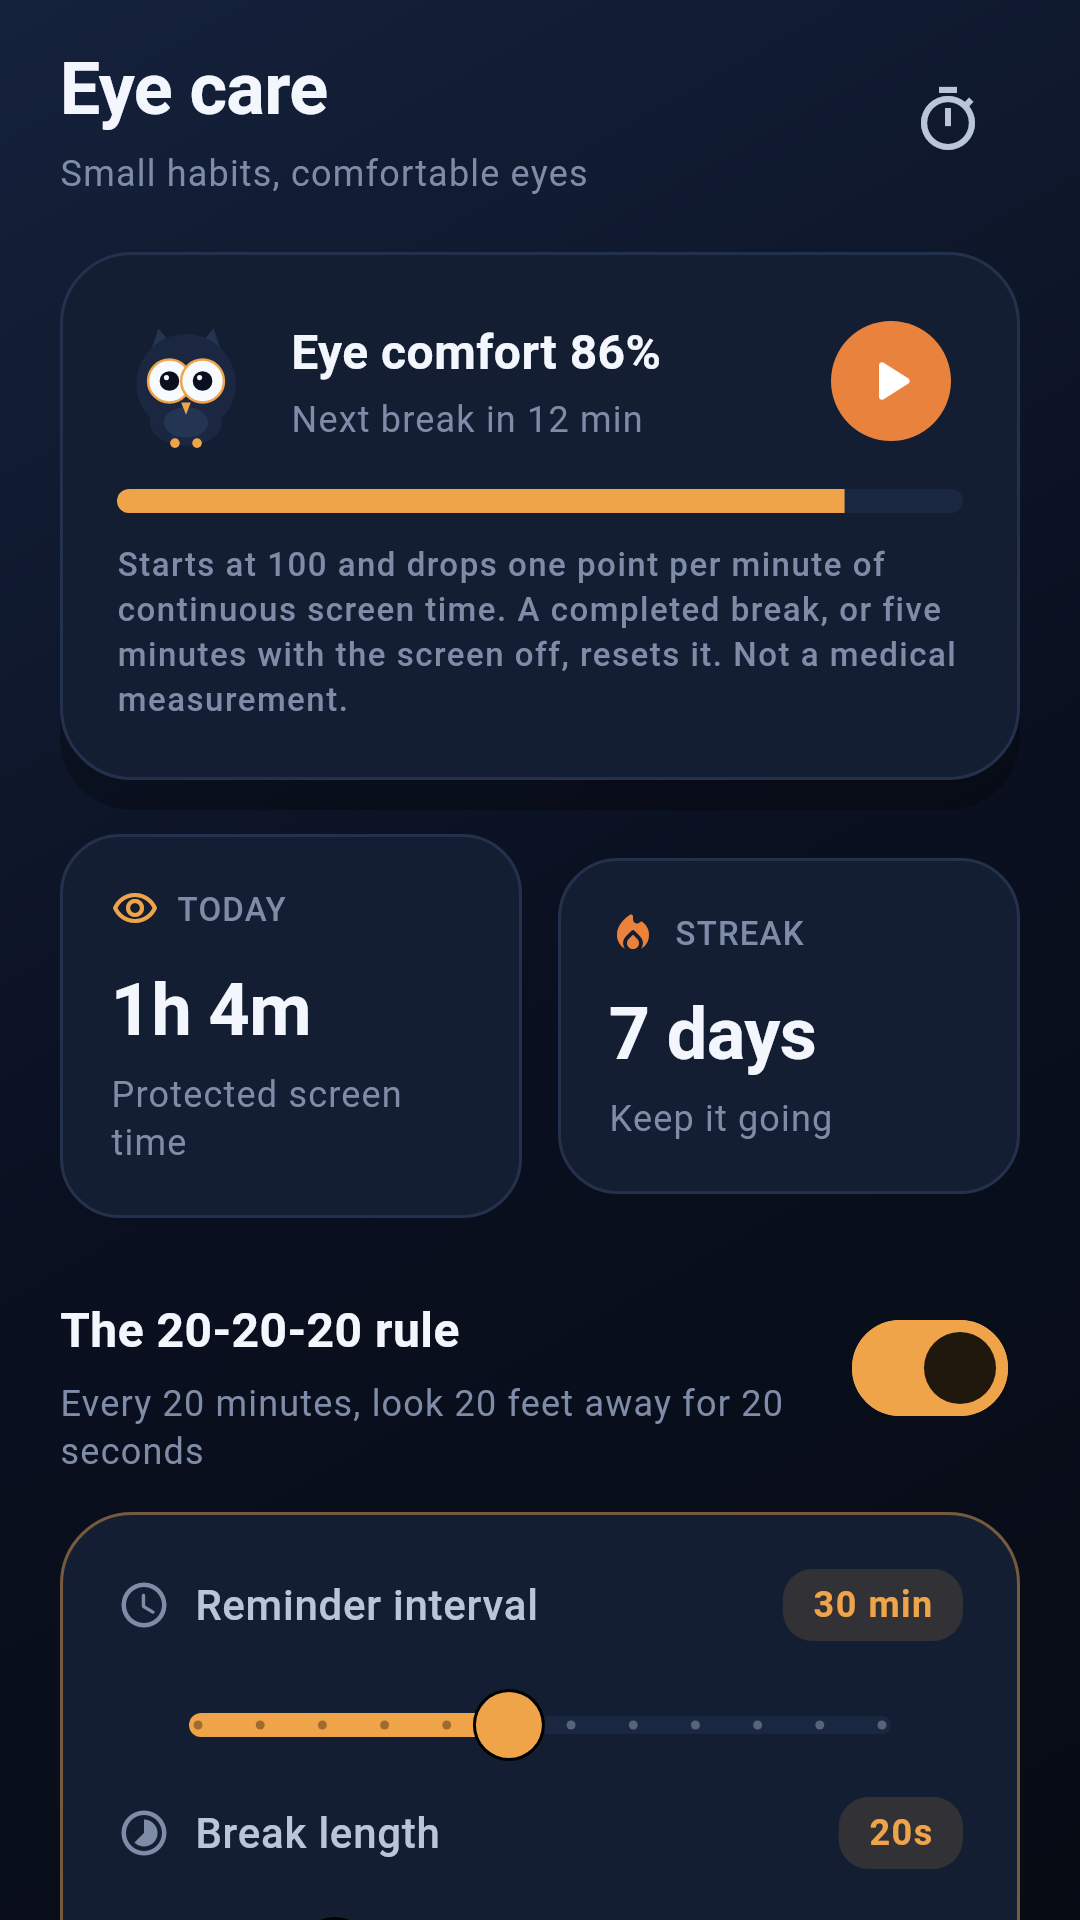 Eye care
Small habits, comfortable eyes
Eye comfort 86%
Next break in 12 min
Starts at 100 and drops one point per minute of
continuous screen time. A completed break, or five
minutes with the screen off, resets it. Not a medical
measurement.
TODAY
1h 4m
Protected screen
time
STREAK
7 days
Keep it going
The 20-20-20 rule
Every 20 minutes, look 20 feet away for 20
seconds
Reminder interval
30 min
Break length
20s